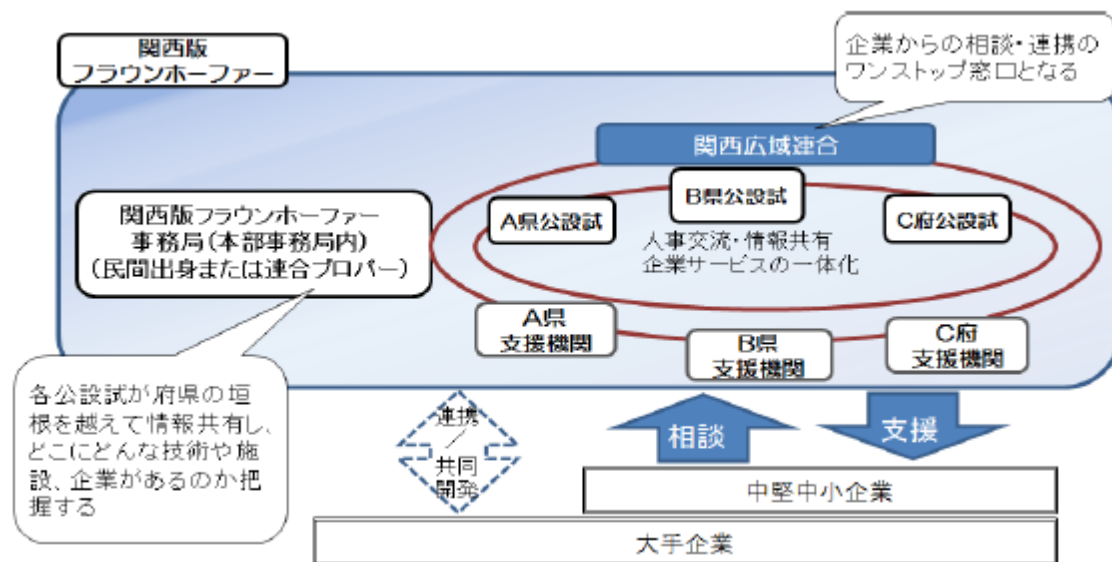 関西版
フラウンホーファー
企業からの相談・連携の
ワンストップ窓口となる
関西広域連合
B県公設試
A県公設試
C府公設試
関西版フラウンホーファー
事務局(本部事務局内)
(民間出身または連合プロパー)
人事交流・情報共有
企業サービスの一体化
A県
支援機関
B県
支援機関
C府
支援機関
各公設試が府県の垣
根を越えて情報共有し、
どこにどんな技術や施
設、企業があるのか把
握する
連携
/
共同
開発
相談
支援
中堅中小企業
大手企業